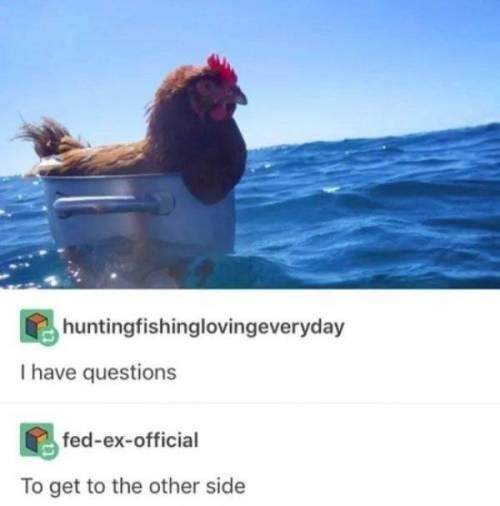 huntingfishinglovingeveryday
I have questions
fed-ex-official
To get to the other side